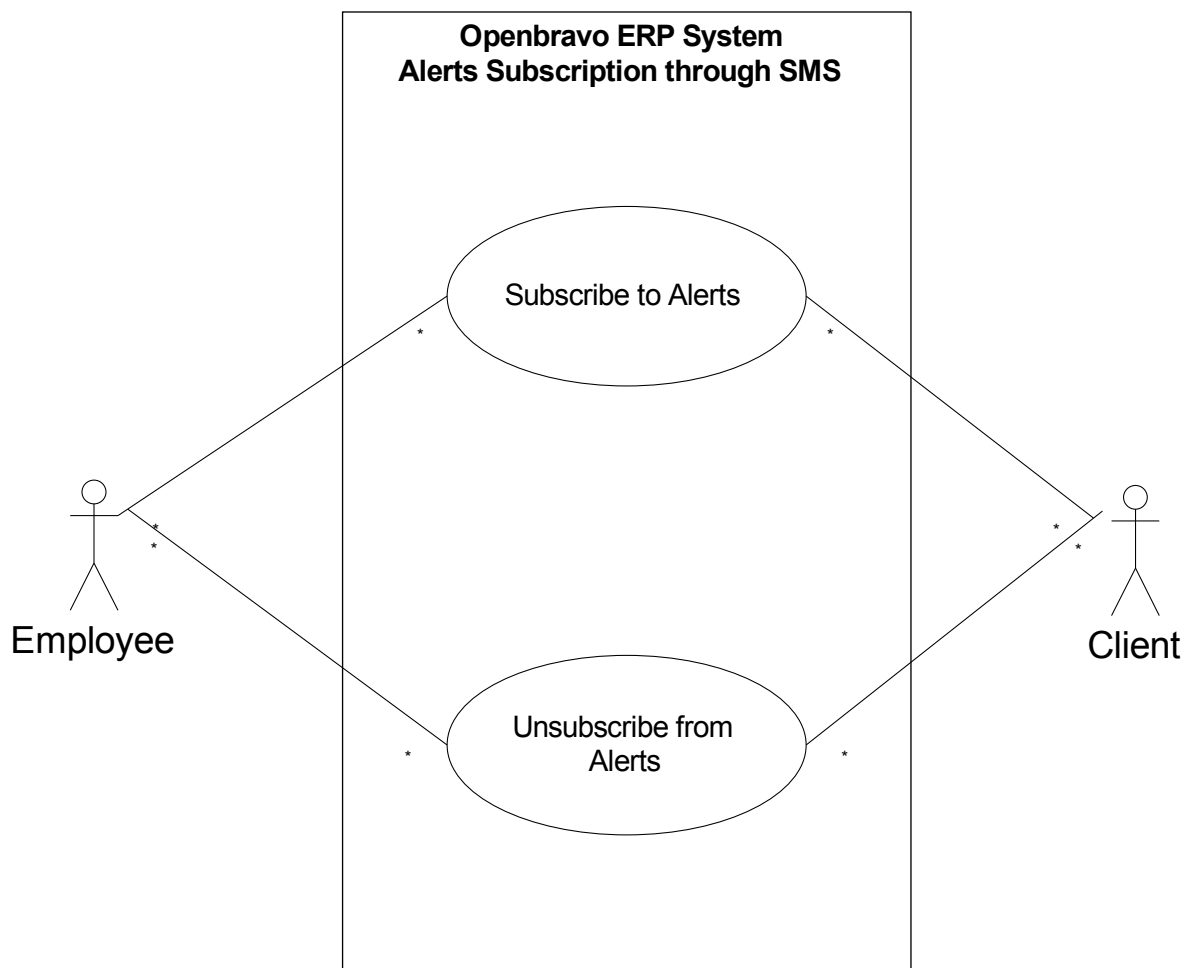 Openbravo ERP System
Alerts Subscription through SMS
Subscribe to Alerts
*
*
Employee
*
*
*
*
Client
Unsubscribe from
Alerts
*
*